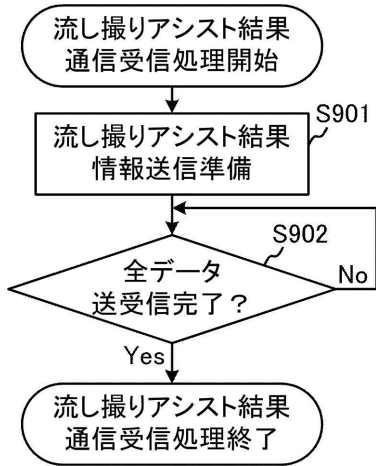 流し撮りアシスト結果
通信受信処理開始
S901
流し撮りアシスト結果
情報送信準備
S902
全データ
送受信完了？
No
Yes
流し撮りアシスト結果
通信受信処理終了